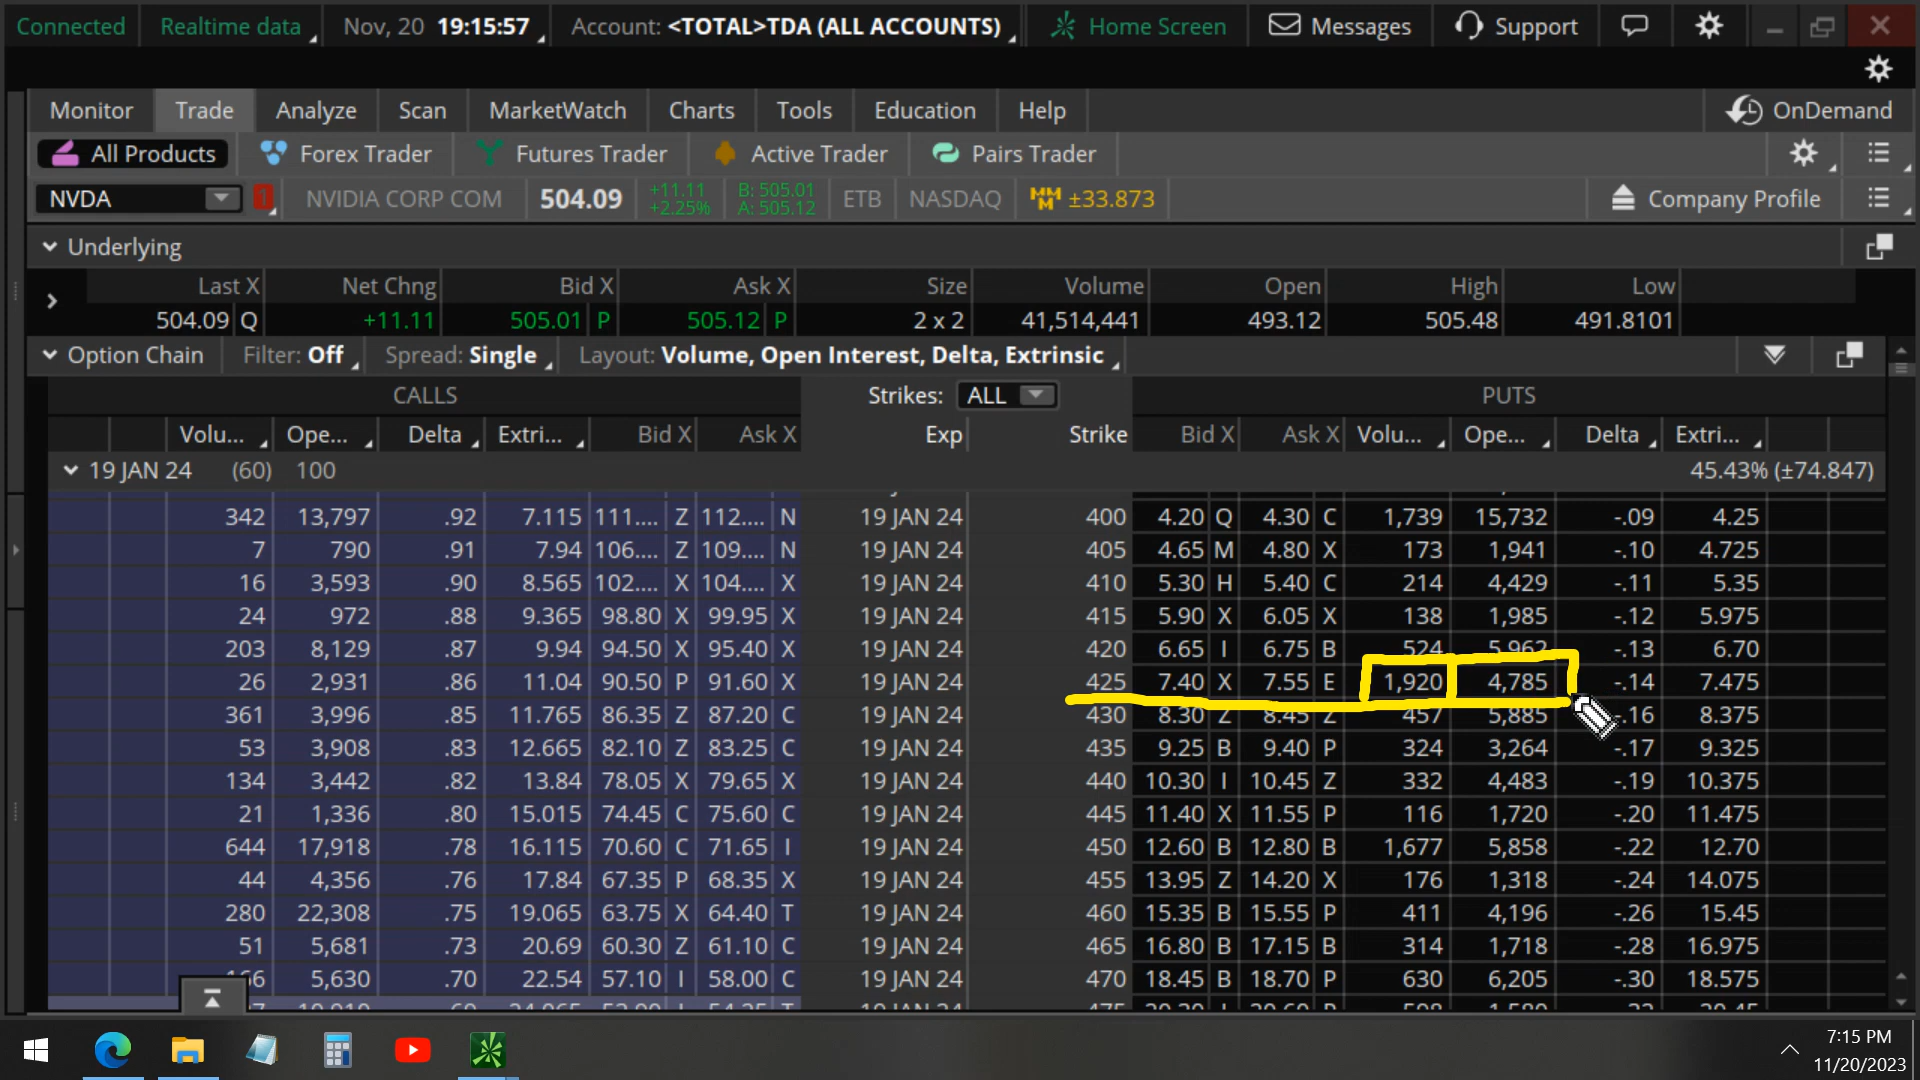 Connected Realtime data Nov, 20 19:15:57 Account: <TOTAL>TDA (ALL ACCOUNTS) Home Screen Messages Support
Monitor Trade Analyze Scan MarketWatch Charts Tools Education Help OnDemand
All Products Forex Trader Futures Trader Active Trader Pairs Trader
NVDA 1 NVIDIA CORP COM 504.09 +11.11 +2.25% B: 505.01 A: 505.12 ETB NASDAQ ±33.873 Company Profile
Underlying
Last X Net Chng Bid X Ask X Size Volume Open High Low
504.09 Q +11.11 505.01 P 505.12 P 2 x 2 41,514,441 493.12 505.48 491.8101
Option Chain Filter: Off Spread: Single Layout: Volume, Open Interest, Delta, Extrinsic
CALLS Strikes: ALL PUTS
Volu... Ope... Delta Extri... Bid X Ask X Exp Strike Bid X Ask X Volu... Ope... Delta Extri...
19 JAN 24 (60) 100 45.43% (±74.847)
342 13,797 .92 7.115 111.... Z 112.... N 19 JAN 24 400 4.20 Q 4.30 C 1,739 15,732 -.09 4.25
7 790 .91 7.94 106.... Z 109.... N 19 JAN 24 405 4.65 M 4.80 X 173 1,941 -.10 4.725
16 3,593 .90 8.565 102.... X 104.... X 19 JAN 24 410 5.30 H 5.40 C 214 4,429 -.11 5.35
24 972 .88 9.365 98.80 X 99.95 X 19 JAN 24 415 5.90 X 6.05 X 138 1,985 -.12 5.975
203 8,129 .87 9.94 94.50 X 95.40 X 19 JAN 24 420 6.65 I 6.75 B 524 5,962 -.13 6.70
26 2,931 .86 11.04 90.50 P 91.60 X 19 JAN 24 425 7.40 X 7.55 E 1,920 4,785 -.14 7.475
361 3,996 .85 11.765 86.35 Z 87.20 C 19 JAN 24 430 8.30 Z 8.45 Z 457 5,885 -.16 8.375
53 3,908 .83 12.665 82.10 Z 83.25 C 19 JAN 24 435 9.25 B 9.40 P 324 3,264 -.17 9.325
134 3,442 .82 13.84 78.05 X 79.65 X 19 JAN 24 440 10.30 I 10.45 Z 332 4,483 -.19 10.375
21 1,336 .80 15.015 74.45 C 75.60 C 19 JAN 24 445 11.40 X 11.55 P 116 1,720 -.20 11.475
644 17,918 .78 16.115 70.60 C 71.65 I 19 JAN 24 450 12.60 B 12.80 B 1,677 5,858 -.22 12.70
44 4,356 .76 17.84 67.35 P 68.35 X 19 JAN 24 455 13.95 Z 14.20 X 176 1,318 -.24 14.075
280 22,308 .75 19.065 63.75 X 64.40 T 19 JAN 24 460 15.35 B 15.55 P 411 4,196 -.26 15.45
51 5,681 .73 20.69 60.30 Z 61.10 C 19 JAN 24 465 16.80 B 17.15 B 314 1,718 -.28 16.975
166 5,630 .70 22.54 57.10 I 58.00 C 19 JAN 24 470 18.45 B 18.70 P 630 6,205 -.30 18.575
7:15 PM
11/20/2023